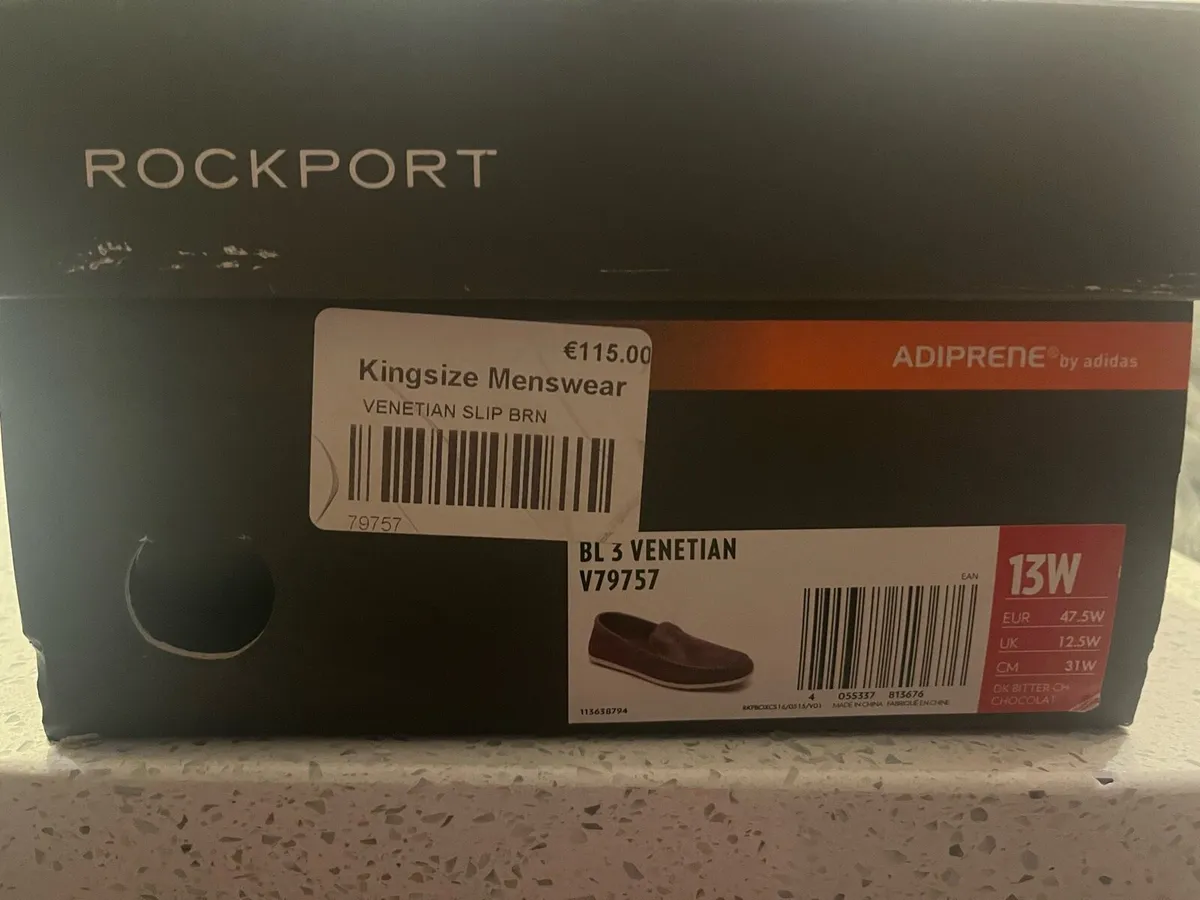 ROCKPORT
€115.00
Kingsize Menswear
VENETIAN SLIP BRN
79757
ADIPRENE® by adidas
BL 3 VENETIAN
V79757
113638794
EAN
4 055337 813676
MADE IN CHINA FABRIQUÉ EN CHINE
13W
EUR 47.5W
UK 12.5W
CM 31W
DK BITTER CH
CHOCOLAT